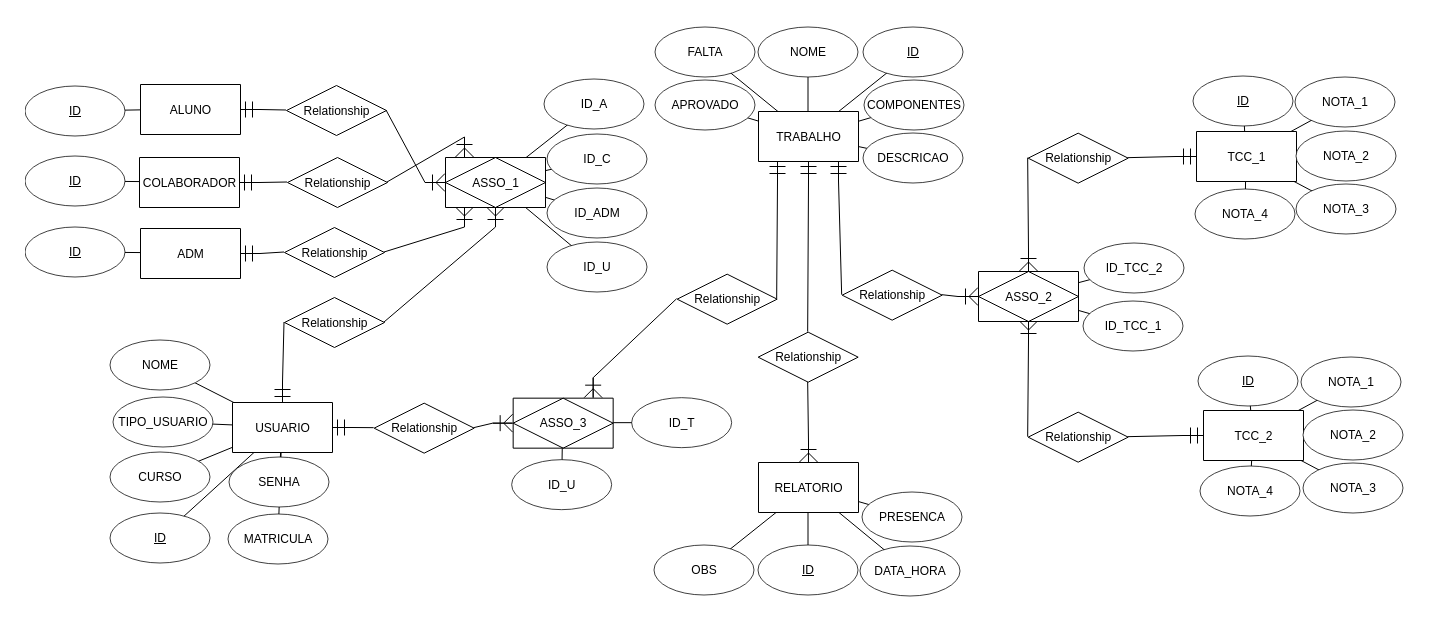 FALTA
NOME
ID
APROVADO
COMPONENTES
TRABALHO
DESCRICAO
ID
ALUNO
Relationship
ID
COLABORADOR
Relationship
ID
ADM
Relationship
ASSO_1
ID_A
ID_C
ID_ADM
ID_U
Relationship
ID
NOTA_1
TCC_1
NOTA_2
NOTA_4
NOTA_3
Relationship
ID_TCC_2
ASSO_2
ID_TCC_1
Relationship
Relationship
Relationship
Relationship
ID
NOTA_1
TCC_2
NOTA_2
NOTA_4
NOTA_3
NOME
TIPO_USUARIO
USUARIO
CURSO
SENHA
ID
MATRICULA
Relationship
ASSO_3
ID_T
ID_U
RELATORIO
PRESENCA
OBS
ID
DATA_HORA